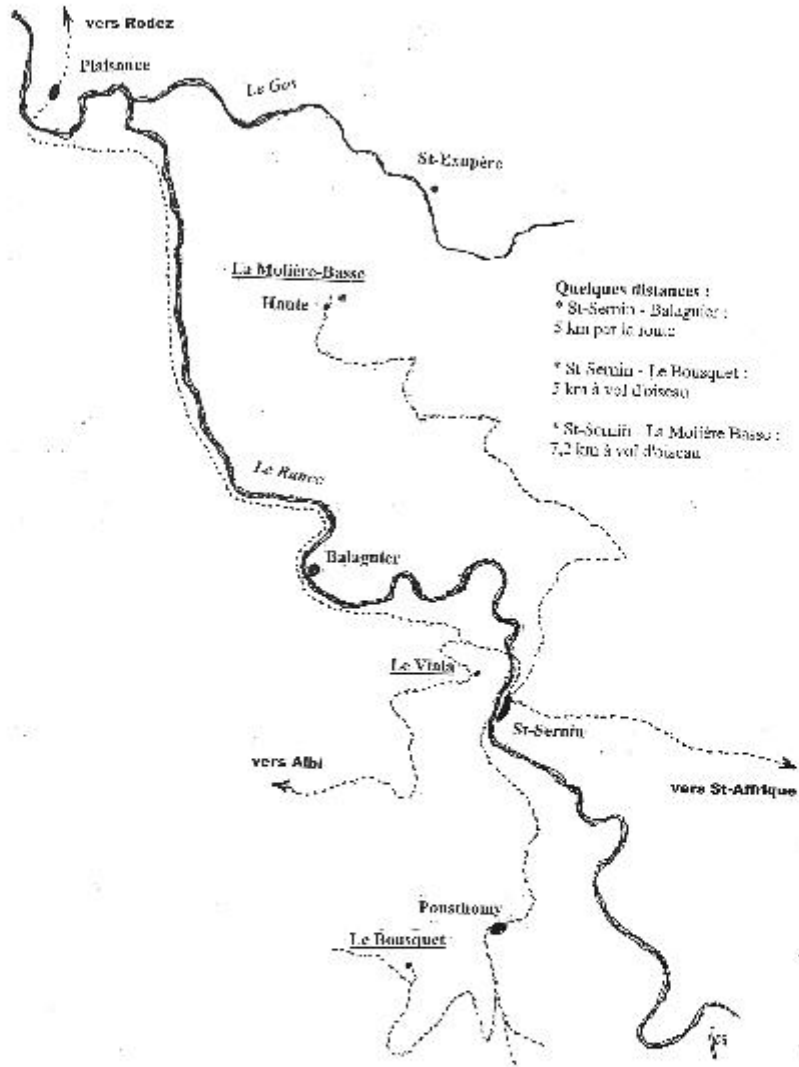 vers Rodez
Plaisance
Le Gos
St-Exupère
La Molière-Basse
Haute
Quelques distances :
* St-Sernin - Balaguier :
5 km par la route
* St-Sernin - Le Bousquet :
5 km à vol d'oiseau
* St-Sernin - La Molière Basse :
7,2 km à vol d'oiseau
Le Rance
Balaguier
Le Viala
St-Sernin
vers Albi
vers St-Affrique
Pousthomy
Le Bousquet